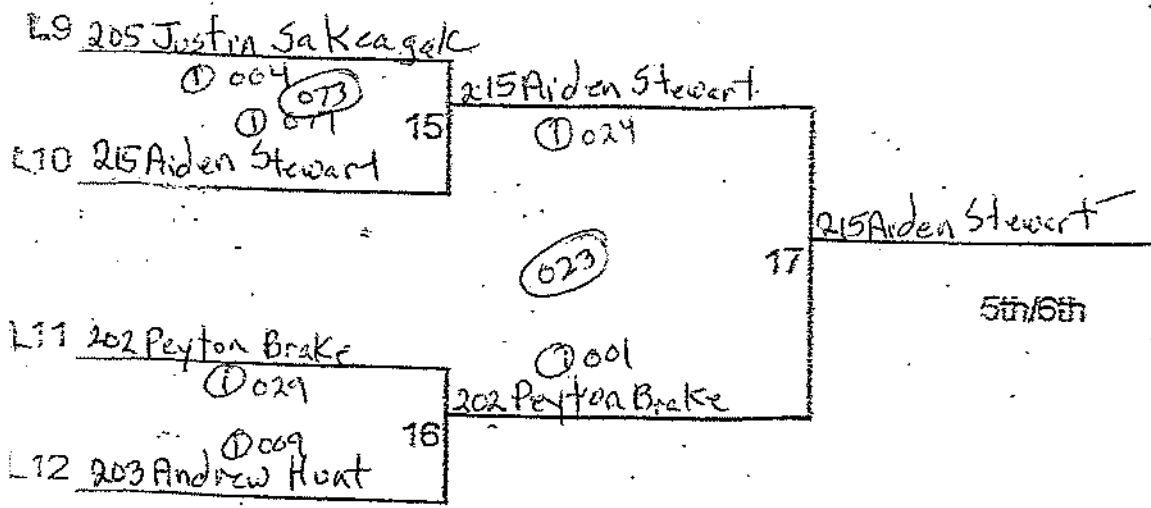 L9 205 Justin Sakeagak
① 004
073
① 077
15
L10 215 Aiden Stewart
215 Aiden Stewart
① 024
023
17
215 Aiden Stewart
5th/6th
L11 202 Peyton Brake
① 029
① 001
202 Peyton Brake
16
① 009
L12 203 Andrew Hunt